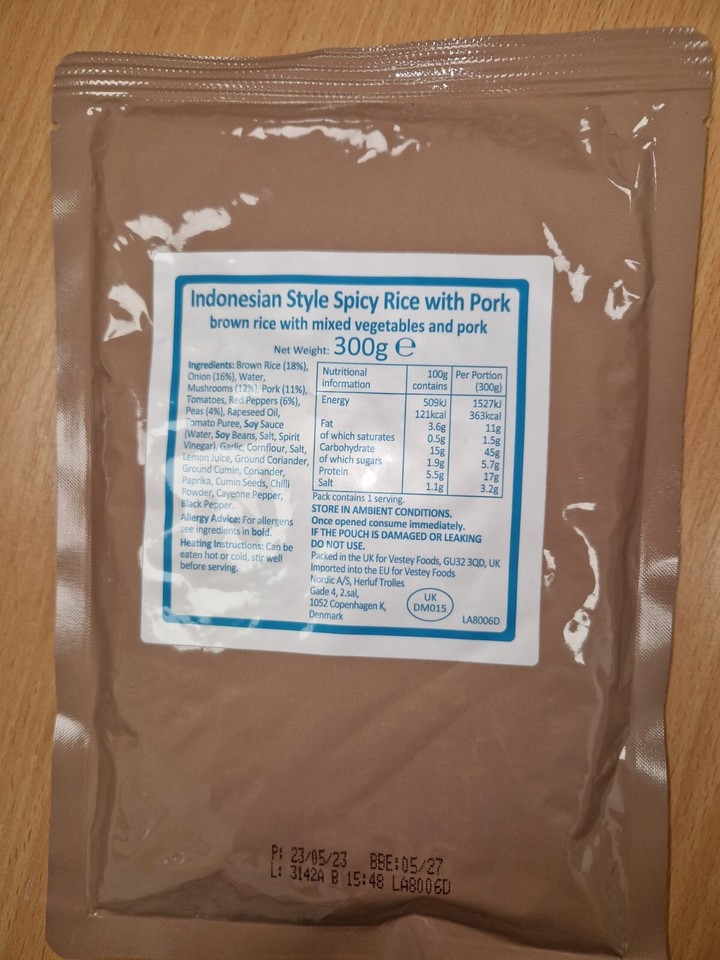 Indonesian Style Spicy Rice with Pork
brown rice with mixed vegetables and pork
Net Weight: 300g ℮
Ingredients: Brown Rice (18%),
Onion (16%), Water,
Mushrooms (12%), Pork (11%),
Tomatoes, Red Peppers (6%),
Peas (4%), Rapeseed Oil,
Tomato Puree, Soy Sauce
(Water, Soy Beans, Salt, Spirit
Vinegar), Garlic, Cornflour, Salt,
Lemon Juice, Ground Coriander,
Ground Cumin, Coriander,
Paprika, Cumin Seeds, Chilli
Powder, Cayenne Pepper,
Black Pepper.
Allergy Advice: For allergens
see ingredients in bold.
Heating Instructions: Can be
eaten hot or cold, stir well
before serving.
Nutritional information 100g contains Per Portion (300g)
Energy 509kJ 1527kJ
121kcal 363kcal
Fat 3.6g 11g
of which saturates 0.5g 1.5g
Carbohydrate 15g 45g
of which sugars 1.9g 5.7g
Protein 5.5g 17g
Salt 1.1g 3.2g
Pack contains 1 serving.
STORE IN AMBIENT CONDITIONS.
Once opened consume immediately.
IF THE POUCH IS DAMAGED OR LEAKING
DO NOT USE.
Packed in the UK for Vestey Foods, GU32 3QD, UK
Imported into the EU for Vestey Foods
Nordic A/S, Herluf Trolles
Gade 4, 2.sal,
1052 Copenhagen K,
Denmark
UK
DM015
LA8006D
P: 23/05/23 BBE:05/27
L: 3142A B 15:48 LA8006D